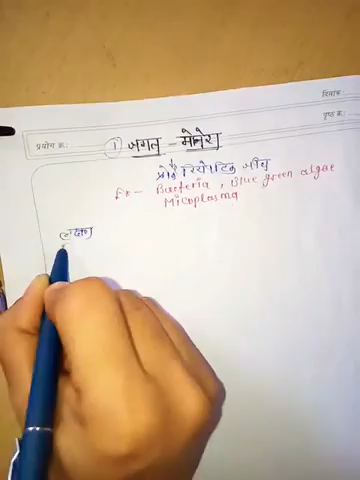 दिनांक:
पृष्ठ क्र.:
प्रयोग क्र.: ① जगत - मोनेरा
प्रोकैरियोटिक जीव
Ex- Bacteria, Blue green algae
Micoplasma
लक्षण